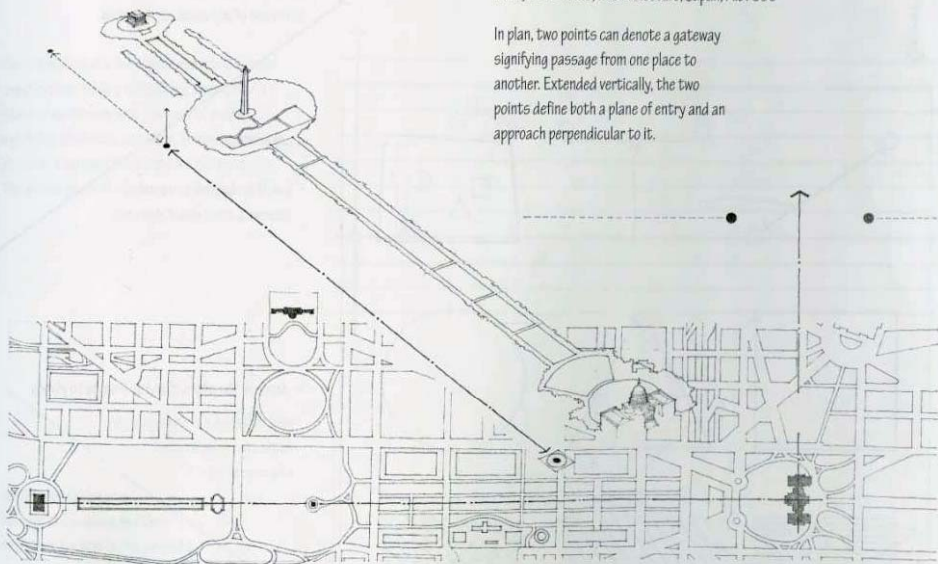 In plan, two points can denote a gateway
signifying passage from one place to
another. Extended vertically, the two
points define both a plane of entry and an
approach perpendicular to it.